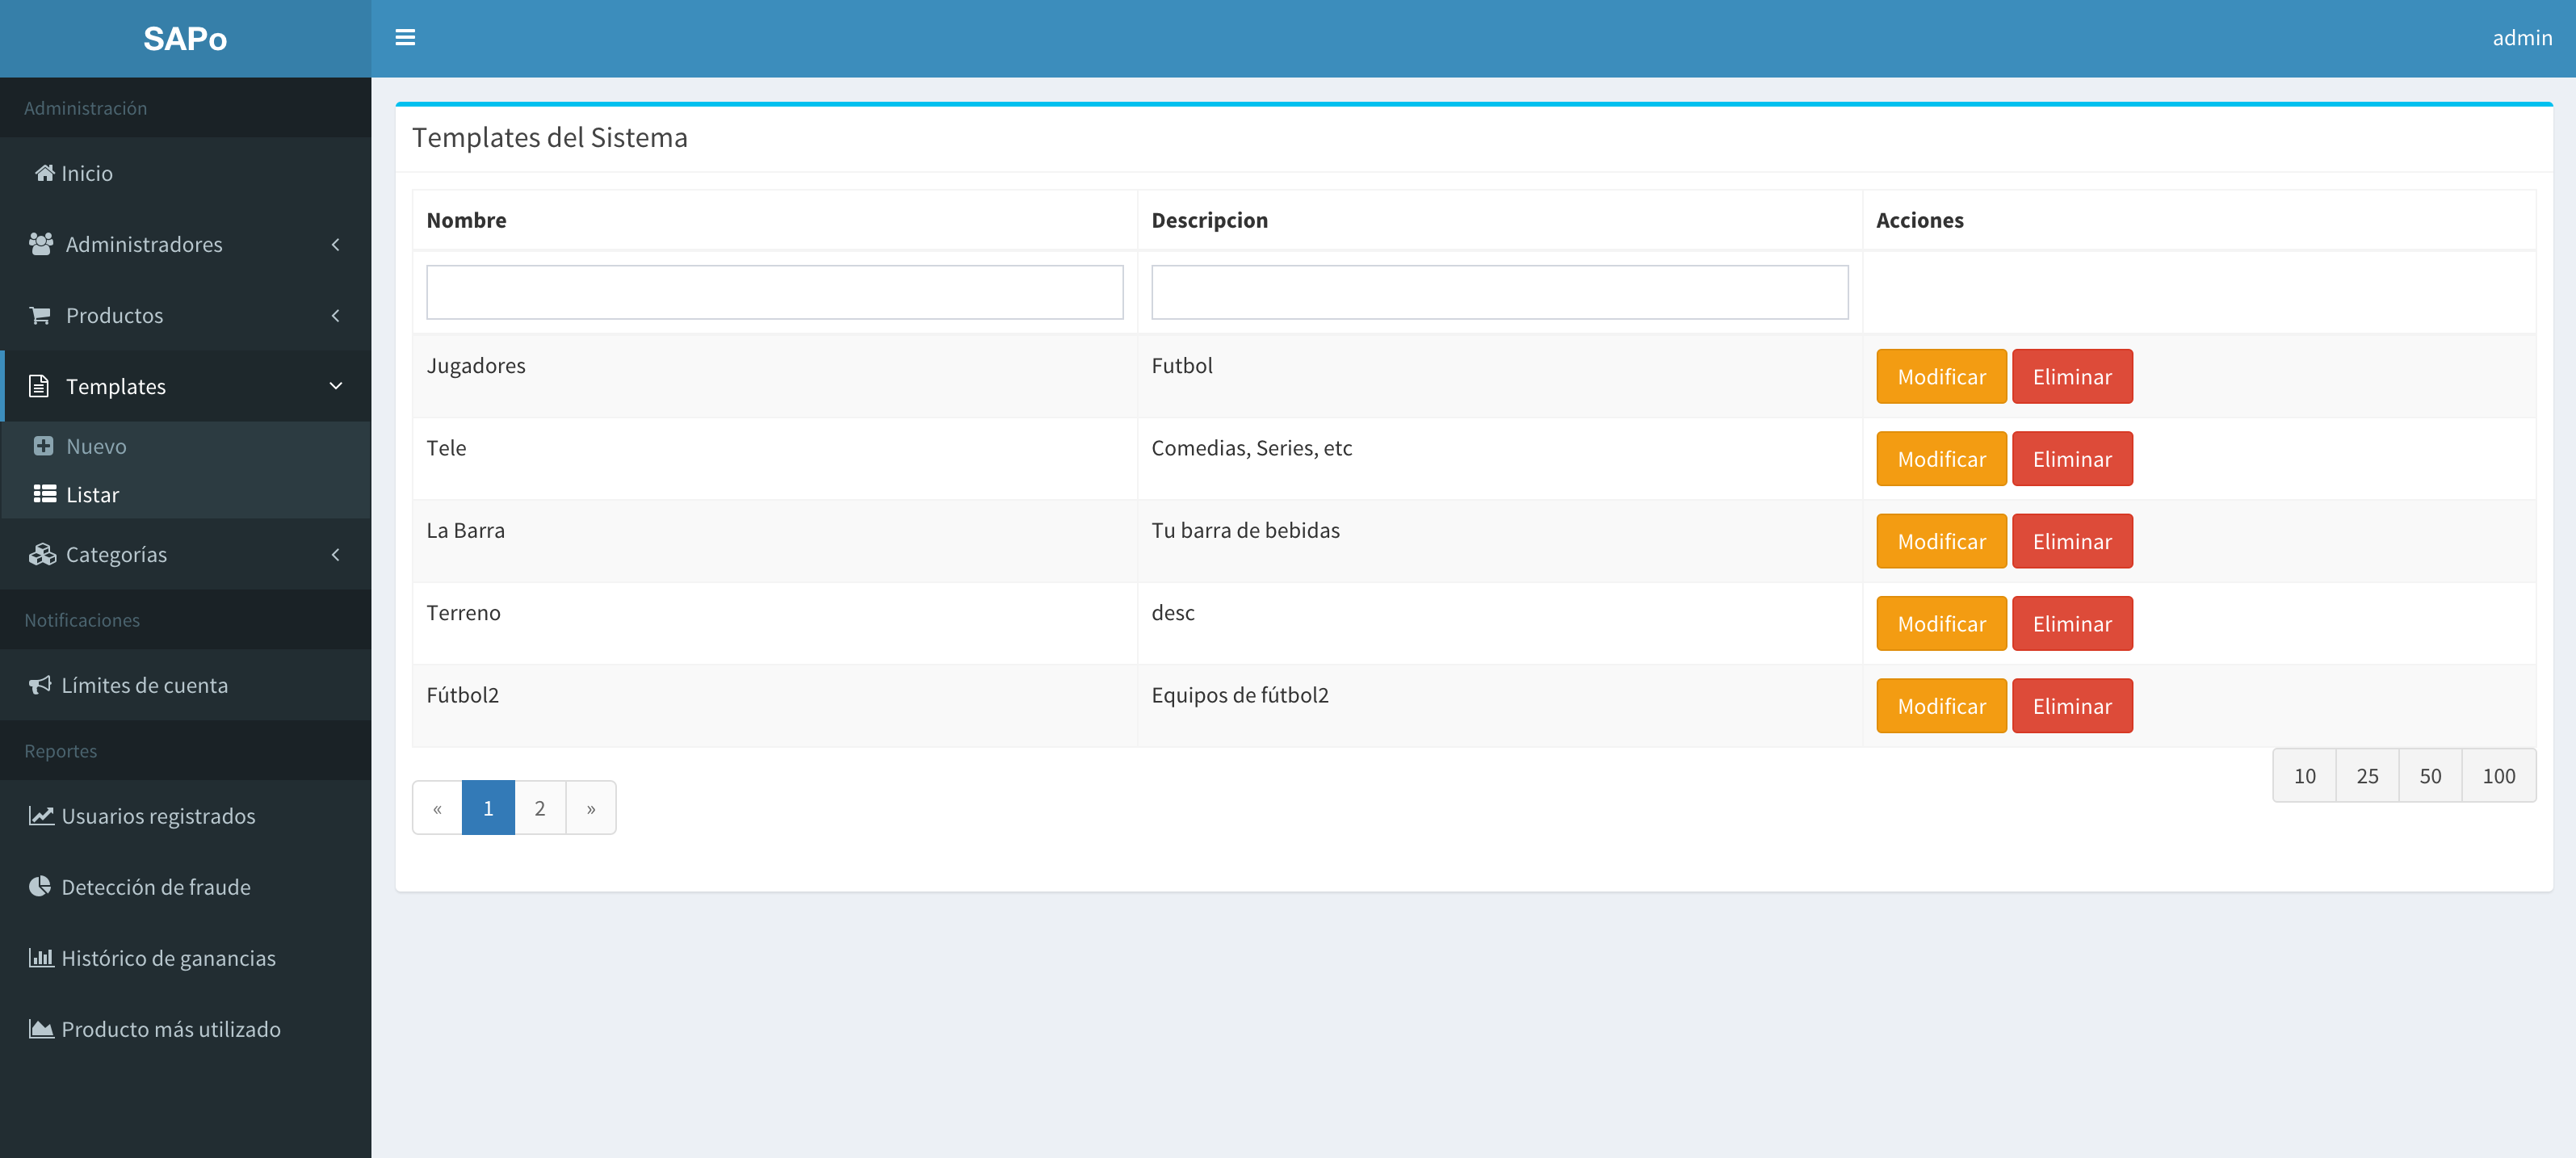 SAPo
admin
Administración
Inicio
Administradores
Productos
Templates
Nuevo
Listar
Categorías
Notificaciones
Límites de cuenta
Reportes
Usuarios registrados
Detección de fraude
Histórico de ganancias
Producto más utilizado
Templates del Sistema
Nombre Descripcion Acciones
Jugadores Futbol Modificar Eliminar
Tele Comedias, Series, etc Modificar Eliminar
La Barra Tu barra de bebidas Modificar Eliminar
Terreno desc Modificar Eliminar
Fútbol2 Equipos de fútbol2 Modificar Eliminar
10 25 50 100
« 1 2 »